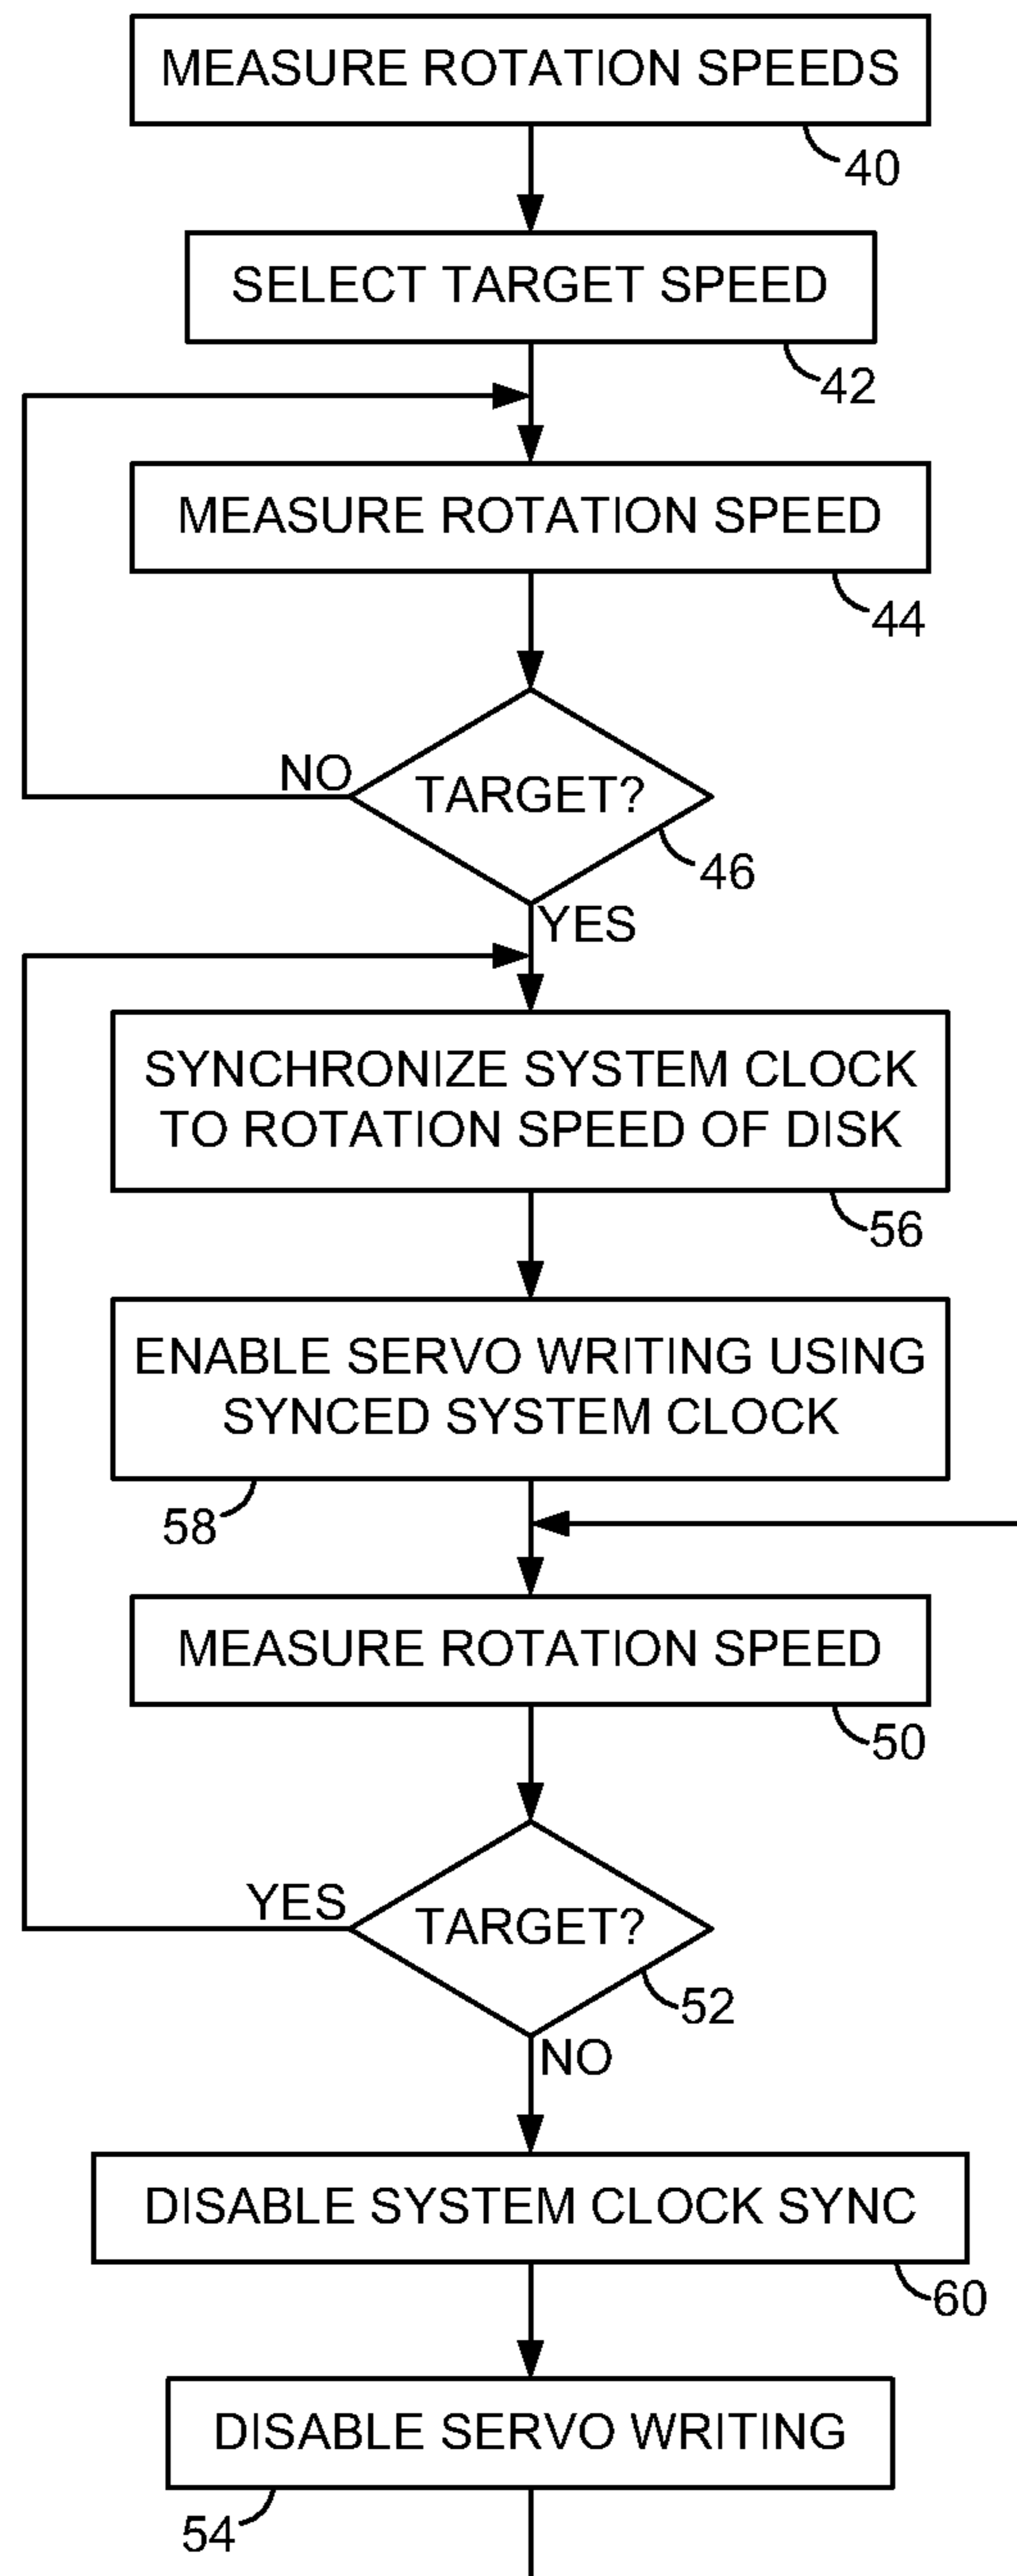 MEASURE ROTATION SPEEDS
40
SELECT TARGET SPEED
42
MEASURE ROTATION SPEED
44
NO
TARGET?
46
YES
SYNCHRONIZE SYSTEM CLOCK
TO ROTATION SPEED OF DISK
56
ENABLE SERVO WRITING USING
SYNCED SYSTEM CLOCK
58
MEASURE ROTATION SPEED
50
YES
TARGET?
52
NO
DISABLE SYSTEM CLOCK SYNC
60
DISABLE SERVO WRITING
54